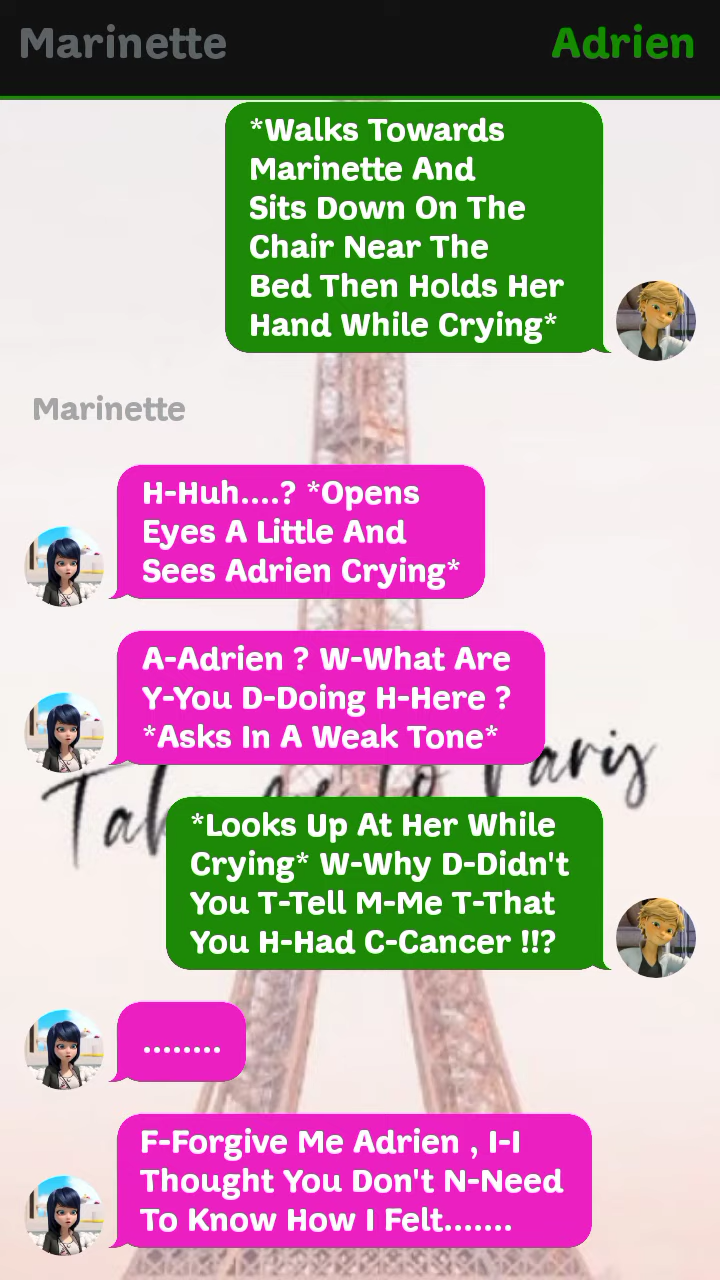 Marinette
Adrien
*Walks Towards
Marinette And
Sits Down On The
Chair Near The
Bed Then Holds Her
Hand While Crying*
Marinette
H-Huh....? *Opens
Eyes A Little And
Sees Adrien Crying*
A-Adrien ? W-What Are
Y-You D-Doing H-Here ?
*Asks In A Weak Tone*
to Paris
*Looks Up At Her While
Crying* W-Why D-Didn't
You T-Tell M-Me T-That
You H-Had C-Cancer !!?
........
F-Forgive Me Adrien , I-I
Thought You Don't N-Need
To Know How I Felt.......